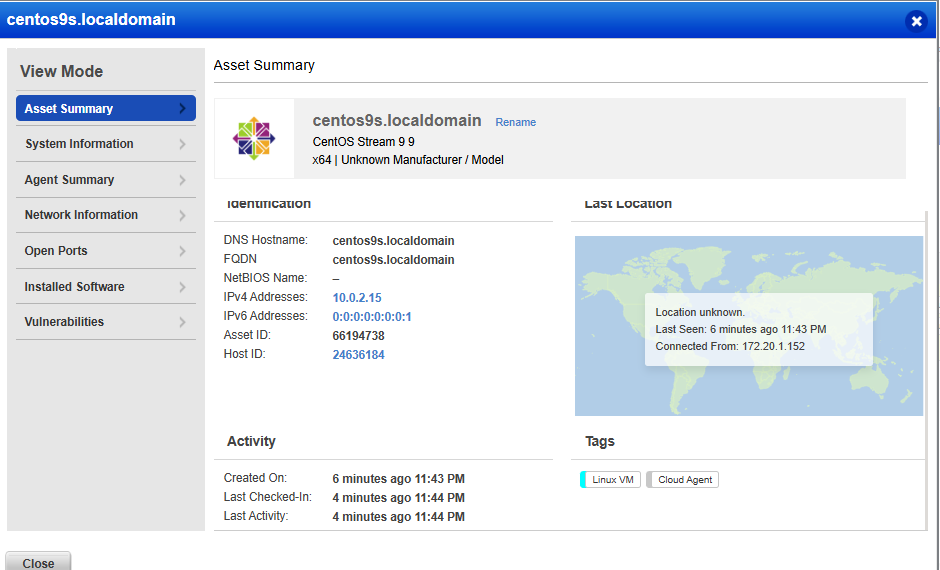 centos9s.localdomain
View Mode
Asset Summary
System Information
Agent Summary
Network Information
Open Ports
Installed Software
Vulnerabilities
Asset Summary
centos9s.localdomain Rename
CentOS Stream 9 9
x64 | Unknown Manufacturer / Model
Identification
DNS Hostname: centos9s.localdomain
FQDN centos9s.localdomain
NetBIOS Name: –
IPv4 Addresses: 10.0.2.15
IPv6 Addresses: 0:0:0:0:0:0:0:1
Asset ID: 66194738
Host ID: 24636184
Last Location
Location unknown.
Last Seen: 6 minutes ago 11:43 PM
Connected From: 172.20.1.152
Activity
Created On: 6 minutes ago 11:43 PM
Last Checked-In: 4 minutes ago 11:44 PM
Last Activity: 4 minutes ago 11:44 PM
Tags
Linux VM Cloud Agent
Close